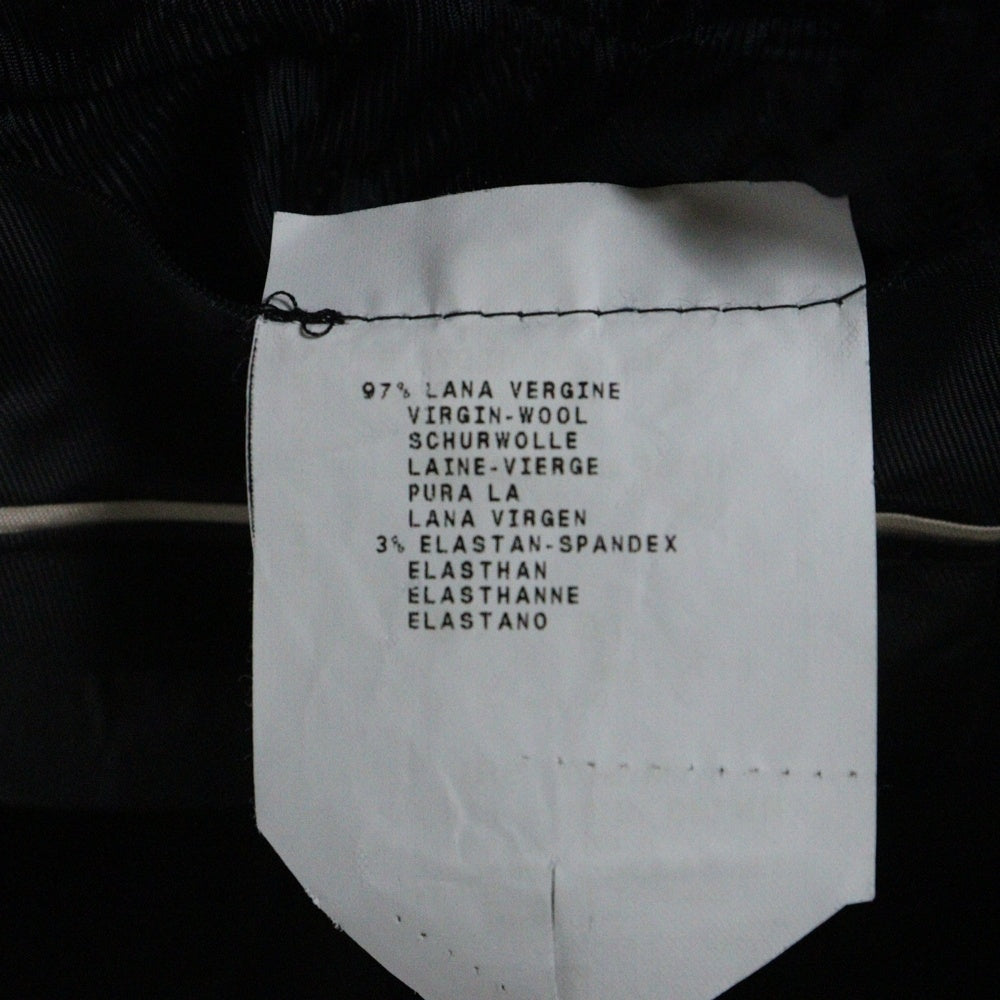 97% LANA VERGINE
VIRGIN-WOOL
SCHURWOLLE
LAINE-VIERGE
PURA LA
LANA VIRGEN
3% ELASTAN-SPANDEX
ELASTHAN
ELASTHANNE
ELASTANO